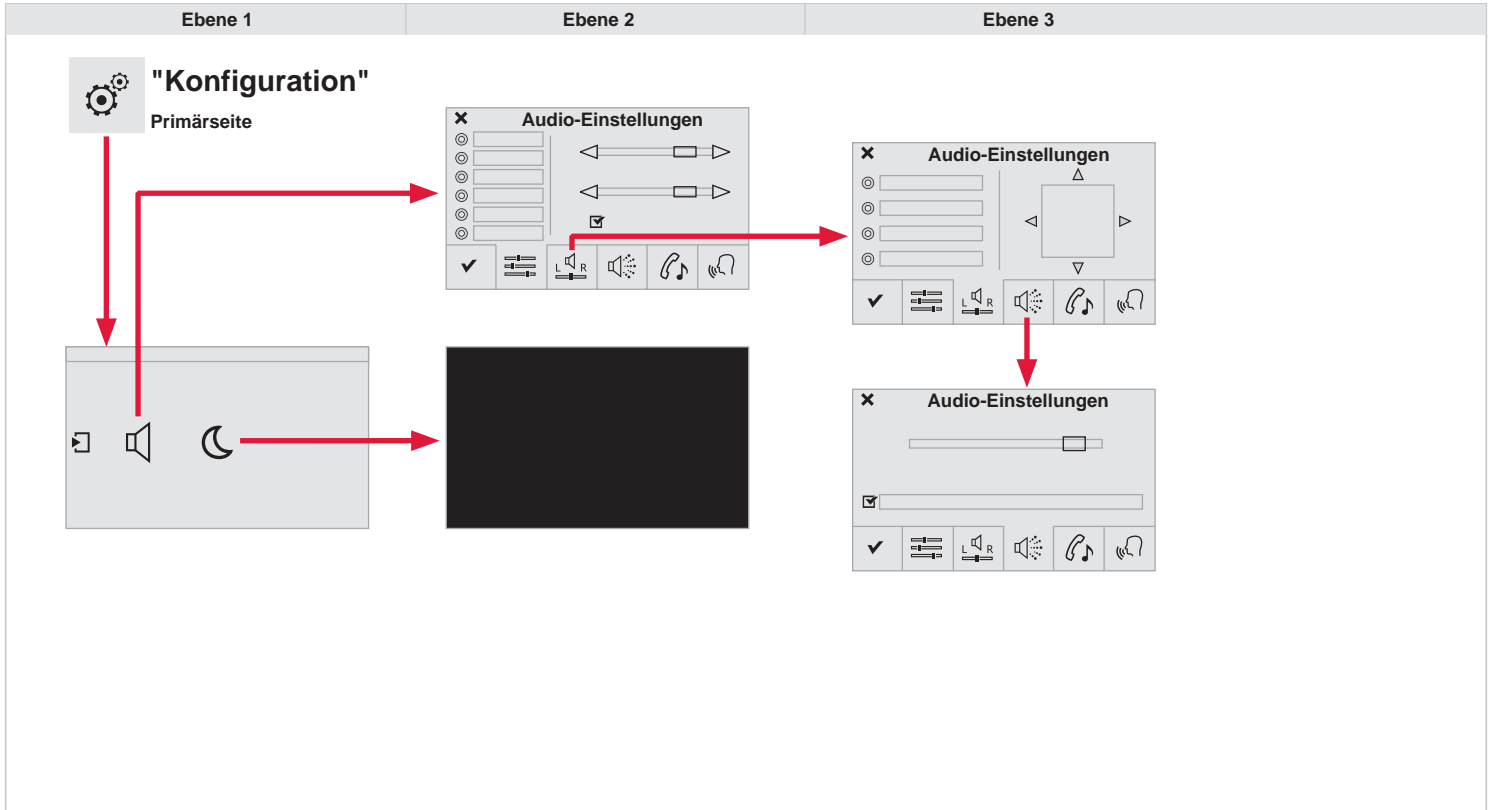 Ebene 1
Ebene 2
Ebene 3
"Konfiguration"
Primärseite
Audio-Einstellungen
L R
Audio-Einstellungen
L R
Audio-Einstellungen
L R